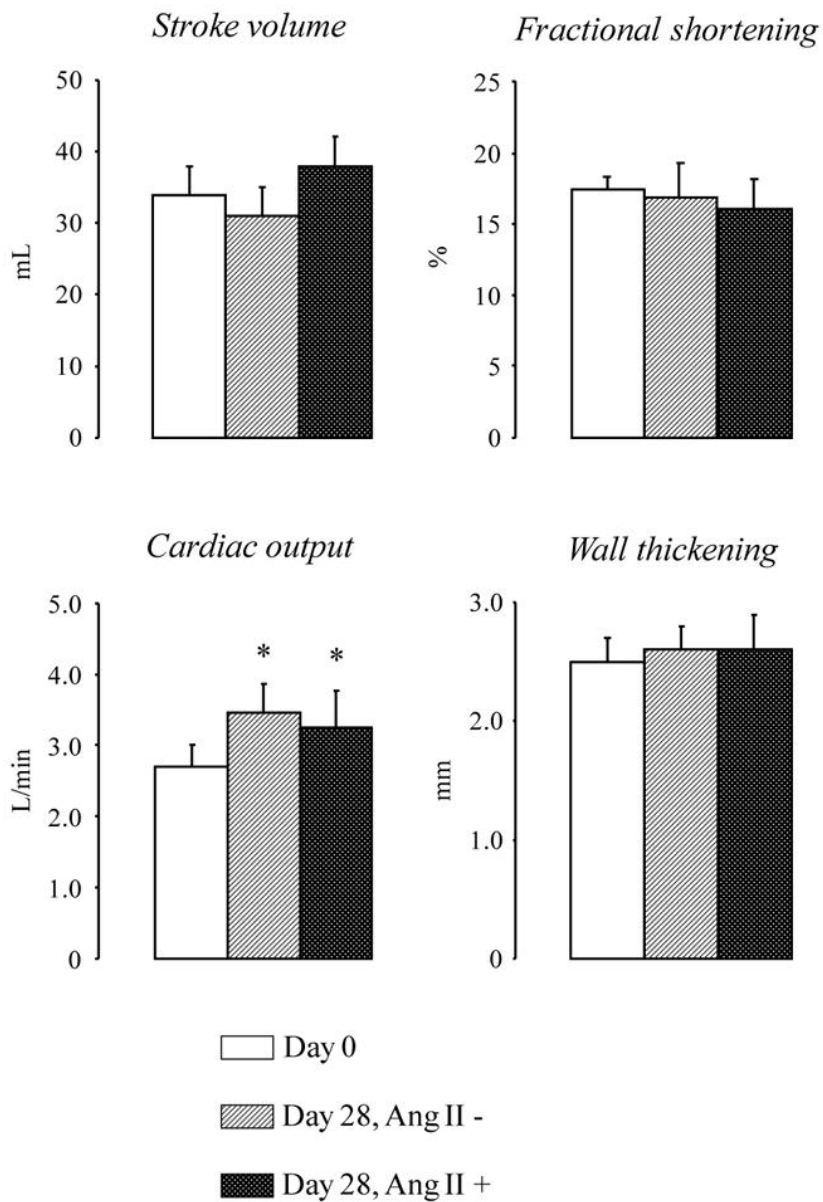 Stroke volume
50
40
30
20
10
0
mL
Fractional shortening
25
20
15
10
5
0
%
Cardiac output
5.0
4.0
3.0
2.0
1.0
0
L/min
*
*
Wall thickening
3.0
2.0
1.0
0
mm
Day 0
Day 28, Ang II -
Day 28, Ang II +